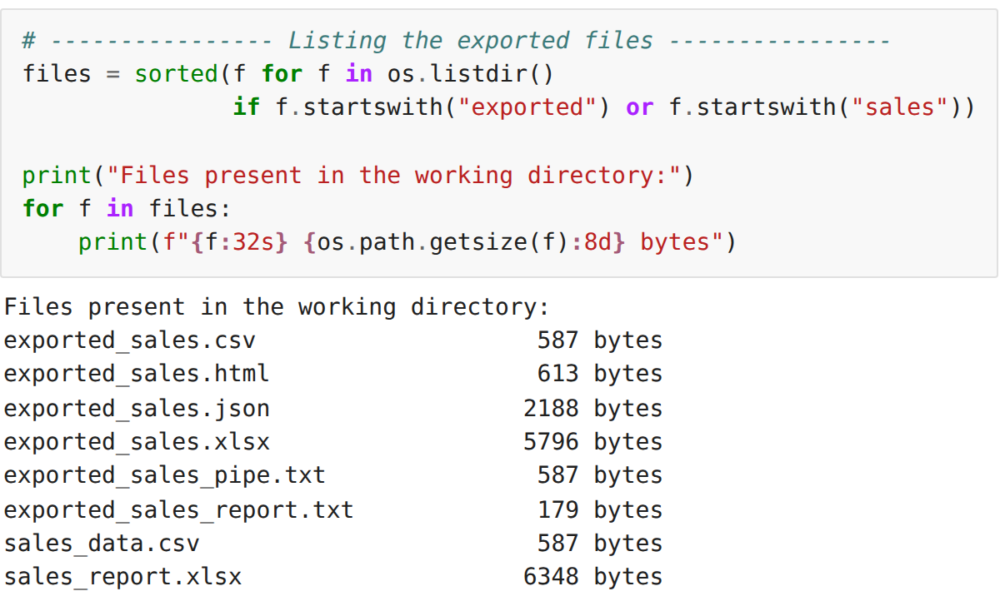 # ---------------- Listing the exported files ----------------
files = sorted(f for f in os.listdir()
               if f.startswith("exported") or f.startswith("sales"))

print("Files present in the working directory:")
for f in files:
    print(f"{f:32s} {os.path.getsize(f):8d} bytes")
Files present in the working directory:
exported_sales.csv                    587 bytes
exported_sales.html                   613 bytes
exported_sales.json                  2188 bytes
exported_sales.xlsx                  5796 bytes
exported_sales_pipe.txt               587 bytes
exported_sales_report.txt             179 bytes
sales_data.csv                        587 bytes
sales_report.xlsx                    6348 bytes